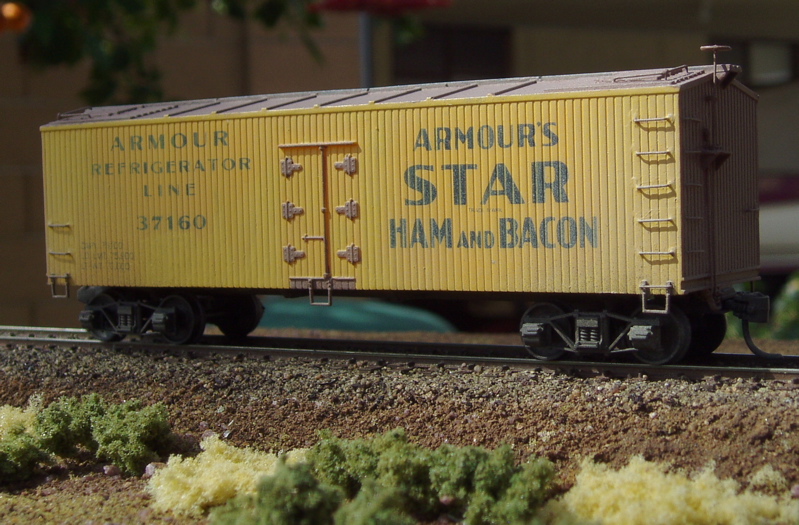 ARMOUR
REFRIGERATOR
LINE
37160
ARMOUR'S
STAR
HAM AND BACON